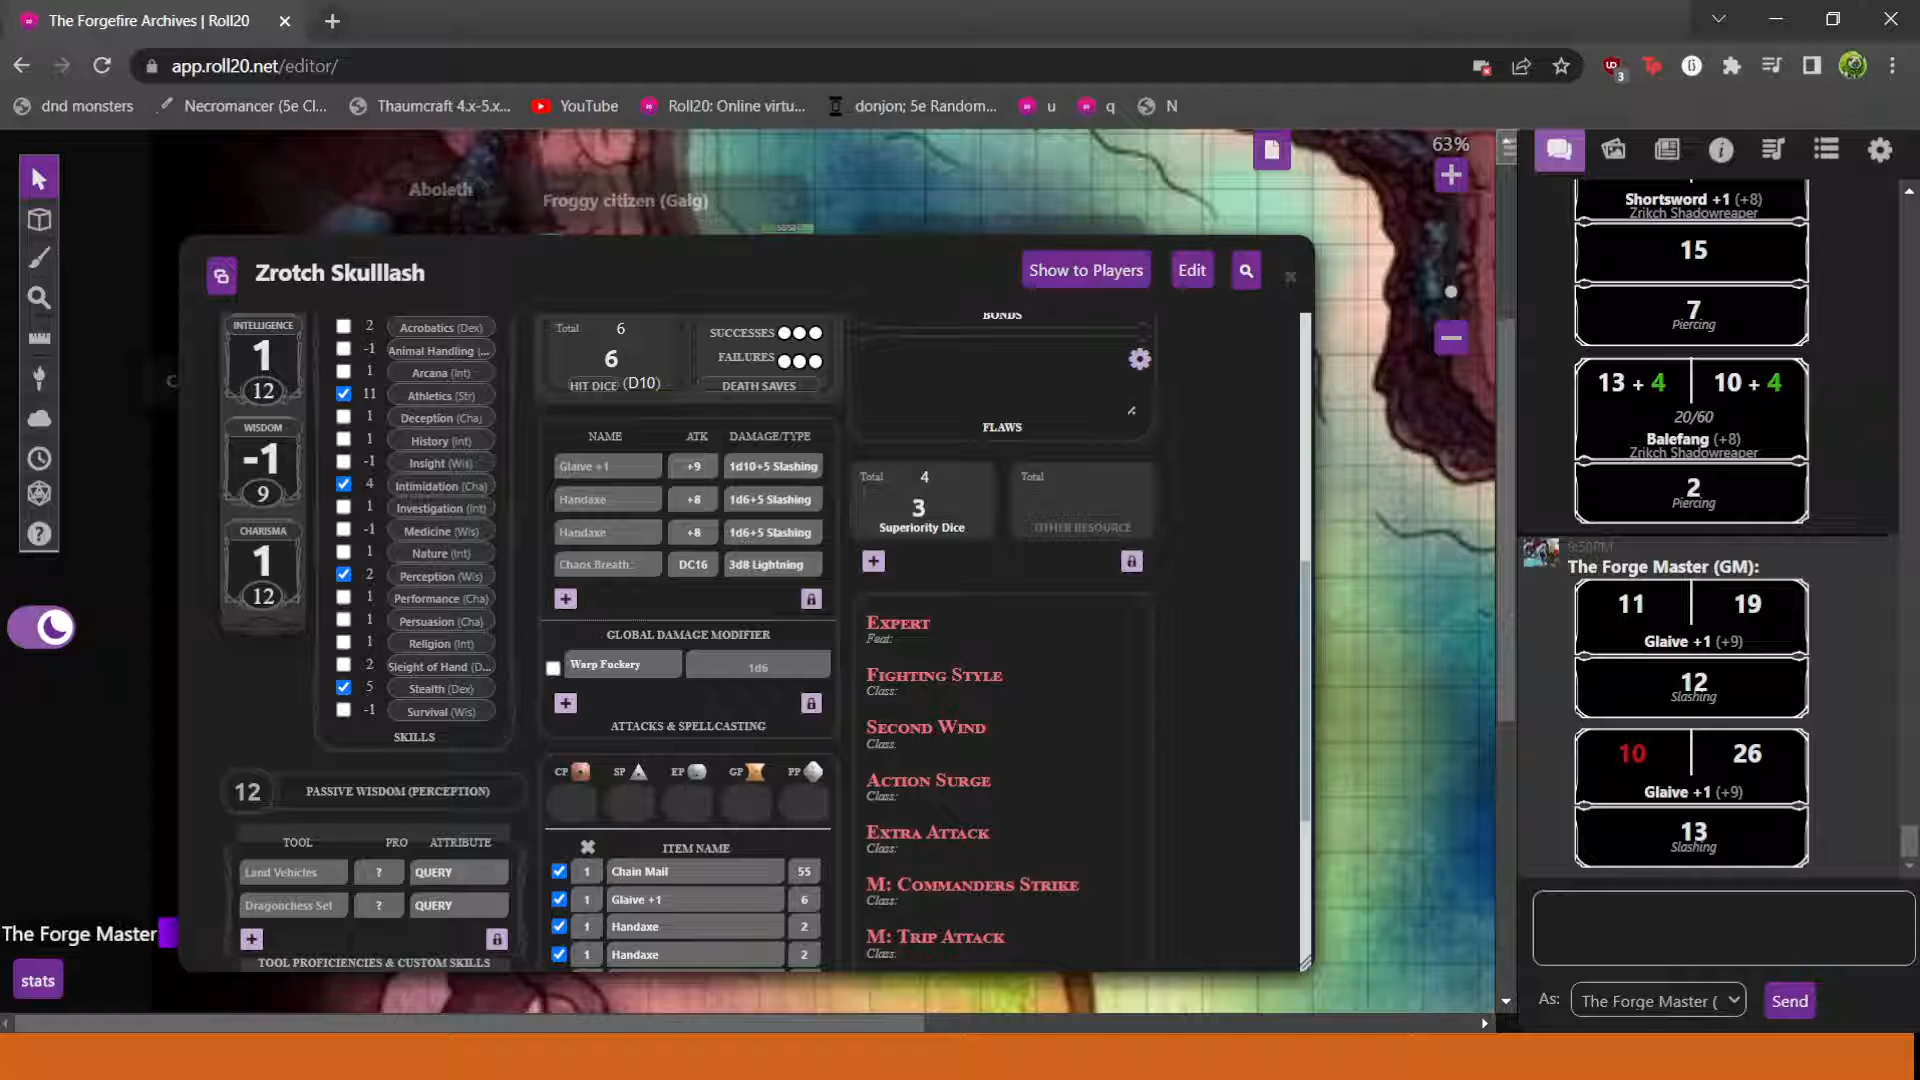 The Forgefire Archives | Roll20
app.roll20.net/editor/
3
dnd monsters
Necromancer (5e Cl...
Thaumcraft 4.x-5.x...
YouTube
Roll20: Online virtu...
donjon; 5e Random...
u
q
N
Aboleth
Froggy citizen (Galg)
63%
Zrotch Skulllash
Show to Players
Edit
INTELLIGENCE
1
12
WISDOM
-1
9
CHARISMA
1
12
2 Acrobatics (Dex)
-1 Animal Handling (...
1 Arcana (Int)
11 Athletics (Str)
1 Deception (Cha)
1 History (Int)
-1 Insight (Wis)
4 Intimidation (Cha)
1 Investigation (Int)
-1 Medicine (Wis)
1 Nature (Int)
2 Perception (Wis)
1 Performance (Cha)
1 Persuasion (Cha)
1 Religion (Int)
2 Sleight of Hand (D...
5 Stealth (Dex)
-1 Survival (Wis)
SKILLS
12 PASSIVE WISDOM (PERCEPTION)
TOOL PRO ATTRIBUTE
Land Vehicles ? QUERY
Dragonchess Set ? QUERY
TOOL PROFICIENCIES & CUSTOM SKILLS
Total 6
6
HIT DICE (D10)
SUCCESSES
FAILURES
DEATH SAVES
NAME ATK DAMAGE/TYPE
Glaive +1 +9 1d10+5 Slashing
Handaxe +8 1d6+5 Slashing
Handaxe +8 1d6+5 Slashing
Chaos Breath DC16 3d8 Lightning
GLOBAL DAMAGE MODIFIER
Warp Fuckery 1d6
ATTACKS & SPELLCASTING
CP SP EP GP PP
ITEM NAME
1 Chain Mail 55
1 Glaive +1 6
1 Handaxe 2
1 Handaxe 2
BONDS
FLAWS
Total 4
3
Superiority Dice
Total
OTHER RESOURCE
EXPERT
Feat:
FIGHTING STYLE
Class:
SECOND WIND
Class:
ACTION SURGE
Class:
EXTRA ATTACK
Class:
M: COMMANDERS STRIKE
Class:
M: TRIP ATTACK
Class:
The Forge Master
stats
Shortsword +1 (+8)
Zrikch Shadowreaper
15
7
Piercing
13 + 4 10 + 4
20/60
Balefang (+8)
Zrikch Shadowreaper
2
Piercing
The Forge Master (GM):
11 19
Glaive +1 (+9)
12
Slashing
10 26
Glaive +1 (+9)
13
Slashing
As: The Forge Master (
Send